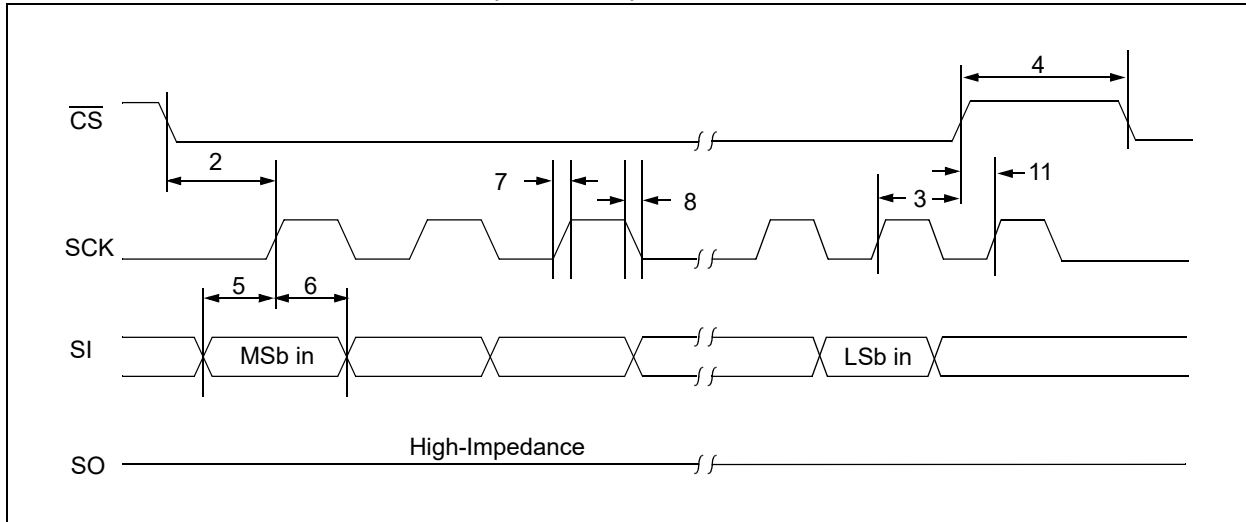 4
CS
2
7
8
3
11
SCK
5
6
SI
MSb in
LSb in
High-Impedance
SO